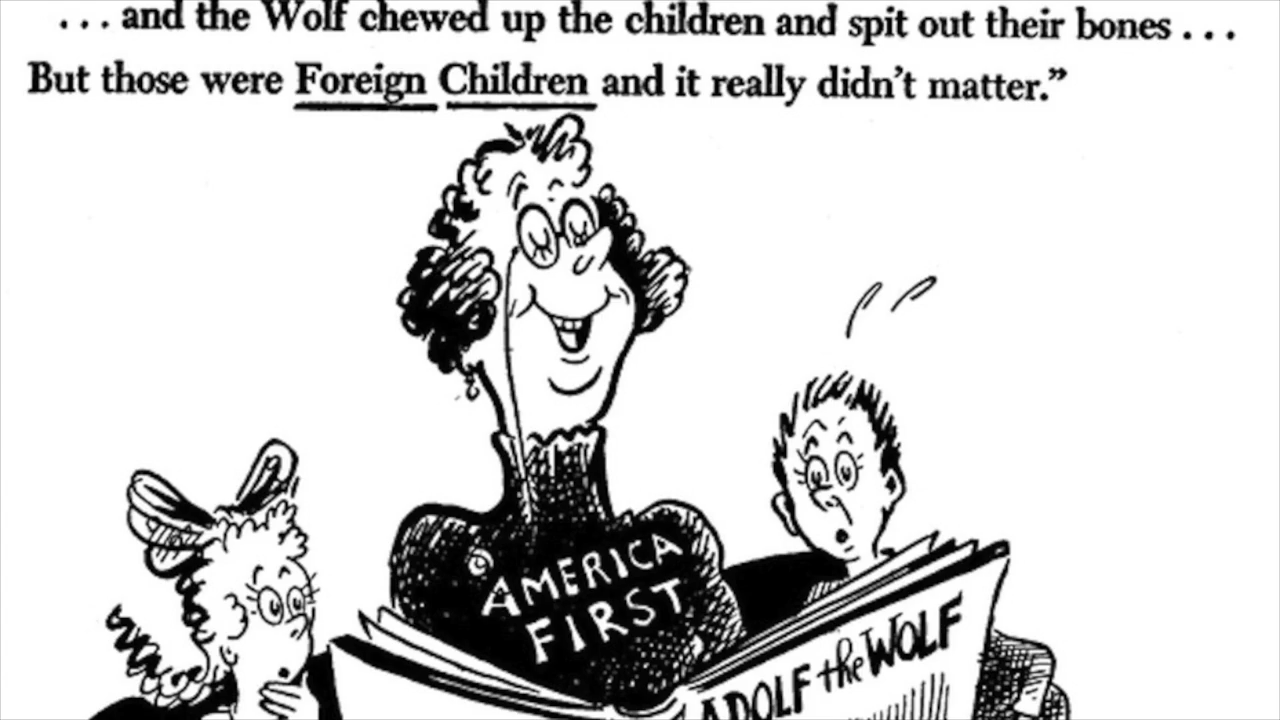 ... and the Wolf chewed up the children and spit out their bones ...
But those were Foreign Children and it really didn't matter.”
AMERICA
FIRST
ADOLF the WOLF